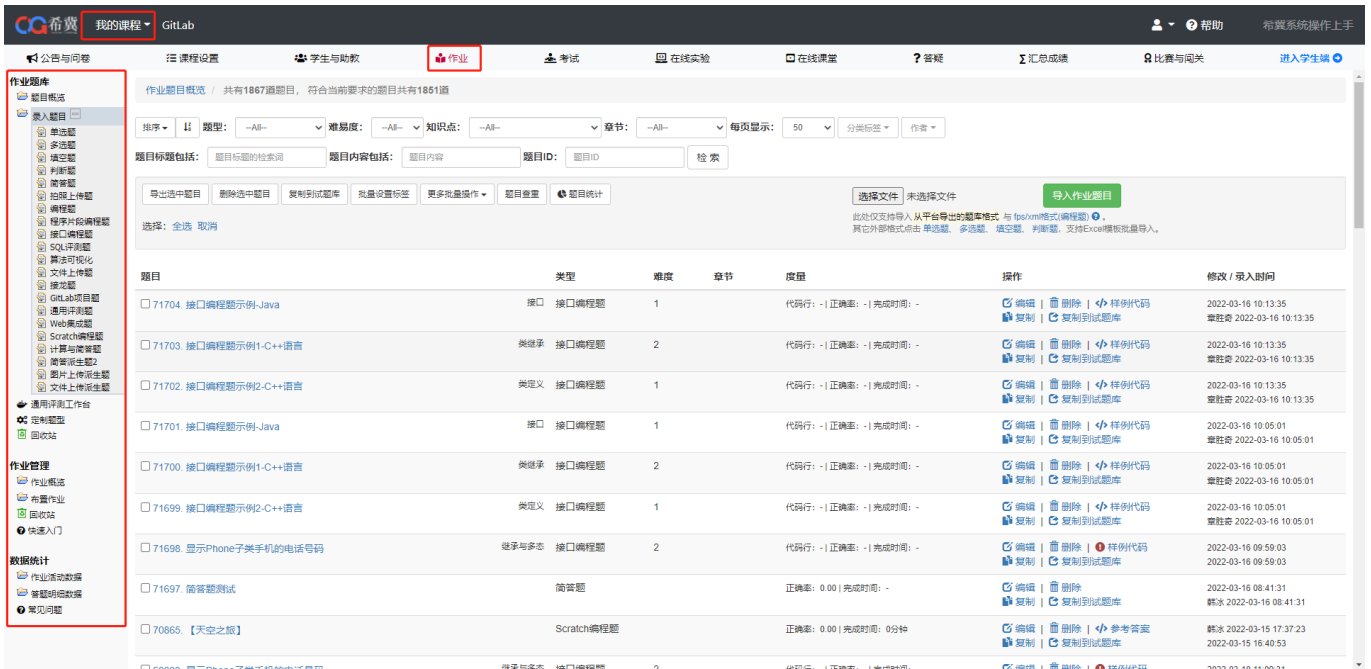 CG希冀 我的课程 GitLab 帮助 希冀系统操作上手
公告与问卷 课程设置 学生与助教 作业 考试 在线实验 在线课堂 答疑 汇总成绩 比赛与闯关 进入学生端
作业题库
题目概览
录入题目
单选题
多选题
填空题
判断题
简答题
拍照上传题
编程题
程序片段编程题
接口编程题
SQL评测题
算法可视化
文件上传题
接龙题
GitLab项目题
通用评测题
Web集成题
Scratch编程题
计算与简答题
简答派生题2
图片上传派生题
文件上传派生题
通用评测工作台
定制题型
回收站
作业管理
作业概览
布置作业
回收站
快速入门
数据统计
作业活动数据
答题明细数据
常见问题
作业题目概览 / 共有1867道题目， 符合当前要求的题目共有1851道
排序 题型： --All-- 难易度： --All-- 知识点： --All-- 章节： --All-- 每页显示： 50 分类标签 作者
题目标题包括： 题目标题的检索词 题目内容包括： 题目内容 题目ID： 题目ID 检 索
导出选中题目 删除选中题目 复制到试题库 批量设置标签 更多批量操作 题目查重 题目统计 选择文件 未选择文件 导入作业题目
此处仅支持导入 从平台导出的题库格式 与 fps/xml格式(编程题) 。
选择： 全选 取消 其它外部格式点击 单选题、 多选题、 填空题、 判断题、支持Excel模板批量导入。
题目 类型 难度 章节 度量 操作 修改 / 录入时间
71704. 接口编程题示例-Java 接口 接口编程题 1 代码行： - | 正确率： - | 完成时间： - 编辑 | 删除 | 样例代码 2022-03-16 10:13:35
复制 | 复制到试题库 章胜奇 2022-03-16 10:13:35
71703. 接口编程题示例1-C++语言 类继承 接口编程题 2 代码行： - | 正确率： - | 完成时间： - 编辑 | 删除 | 样例代码 2022-03-16 10:13:35
复制 | 复制到试题库 章胜奇 2022-03-16 10:13:35
71702. 接口编程题示例2-C++语言 类定义 接口编程题 1 代码行： - | 正确率： - | 完成时间： - 编辑 | 删除 | 样例代码 2022-03-16 10:13:35
复制 | 复制到试题库 章胜奇 2022-03-16 10:13:35
71701. 接口编程题示例-Java 接口 接口编程题 1 代码行： - | 正确率： - | 完成时间： - 编辑 | 删除 | 样例代码 2022-03-16 10:05:01
复制 | 复制到试题库 章胜奇 2022-03-16 10:05:01
71700. 接口编程题示例1-C++语言 类继承 接口编程题 2 代码行： - | 正确率： - | 完成时间： - 编辑 | 删除 | 样例代码 2022-03-16 10:05:01
复制 | 复制到试题库 章胜奇 2022-03-16 10:05:01
71699. 接口编程题示例2-C++语言 类定义 接口编程题 1 代码行： - | 正确率： - | 完成时间： - 编辑 | 删除 | 样例代码 2022-03-16 10:05:01
复制 | 复制到试题库 章胜奇 2022-03-16 10:05:01
71698. 显示Phone子类手机的电话号码 继承与多态 接口编程题 2 代码行： - | 正确率： - | 完成时间： - 编辑 | 删除 | 样例代码 2022-03-16 09:59:03
复制 | 复制到试题库 2022-03-16 09:59:03
71697. 简答题测试 简答题 正确率： 0.00 | 完成时间： - 编辑 | 删除 2022-03-16 08:41:31
复制 | 复制到试题库 韩冰 2022-03-16 08:41:31
70865. 【天空之旅】 Scratch编程题 正确率： 0.00 | 完成时间： 0分钟 编辑 | 删除 | 参考答案 韩冰 2022-03-15 17:37:23
复制 | 复制到试题库 2022-03-15 16:40:53